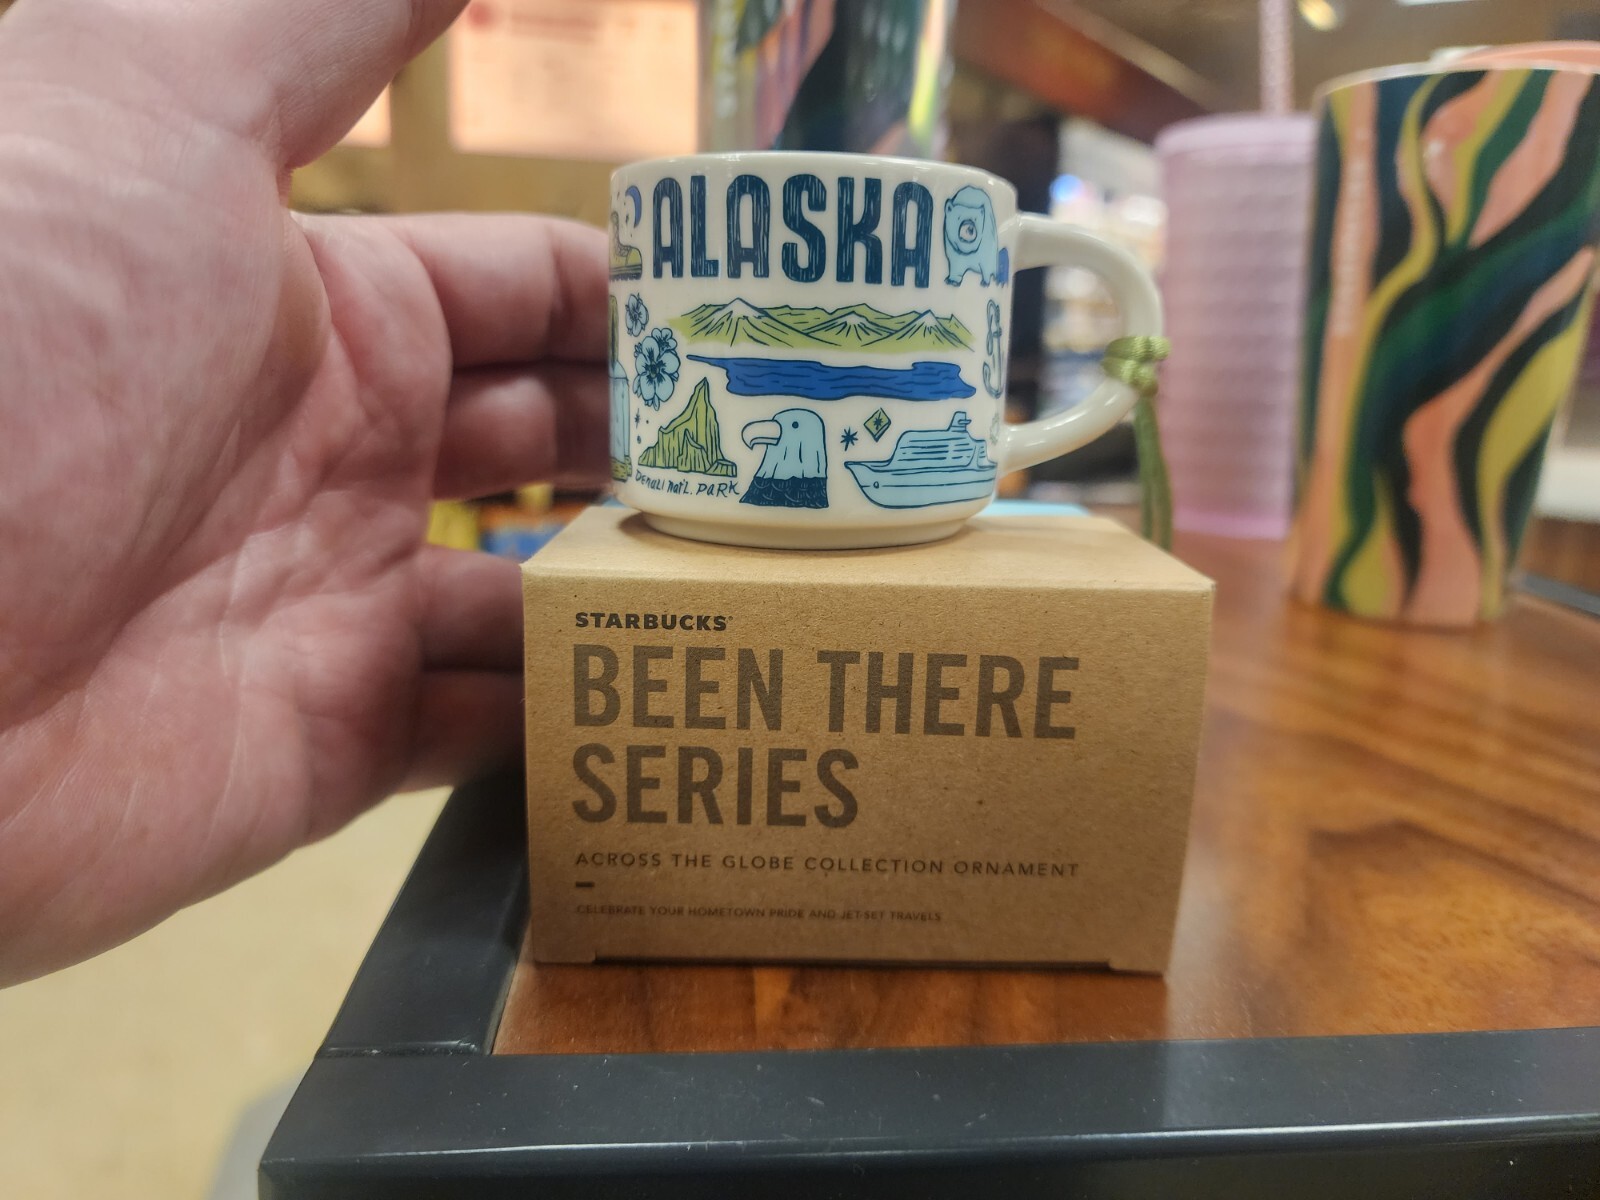 ALASKA
DENALI NAT'L. PARK
STARBUCKS®
BEEN THERE
SERIES
ACROSS THE GLOBE COLLECTION ORNAMENT
CELEBRATE YOUR HOMETOWN PRIDE AND JET-SET TRAVELS